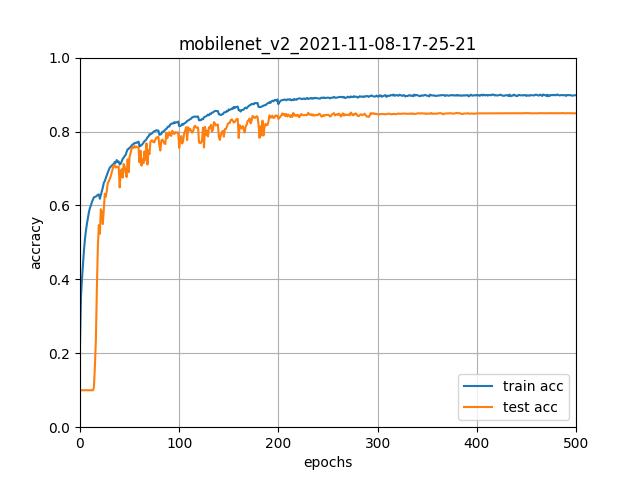 mobilenet_v2_2021-11-08-17-25-21
1.0
0.8
0.6
0.4
0.2
0.0
accracy
0 100 200 300 400 500
epochs
train acc
test acc